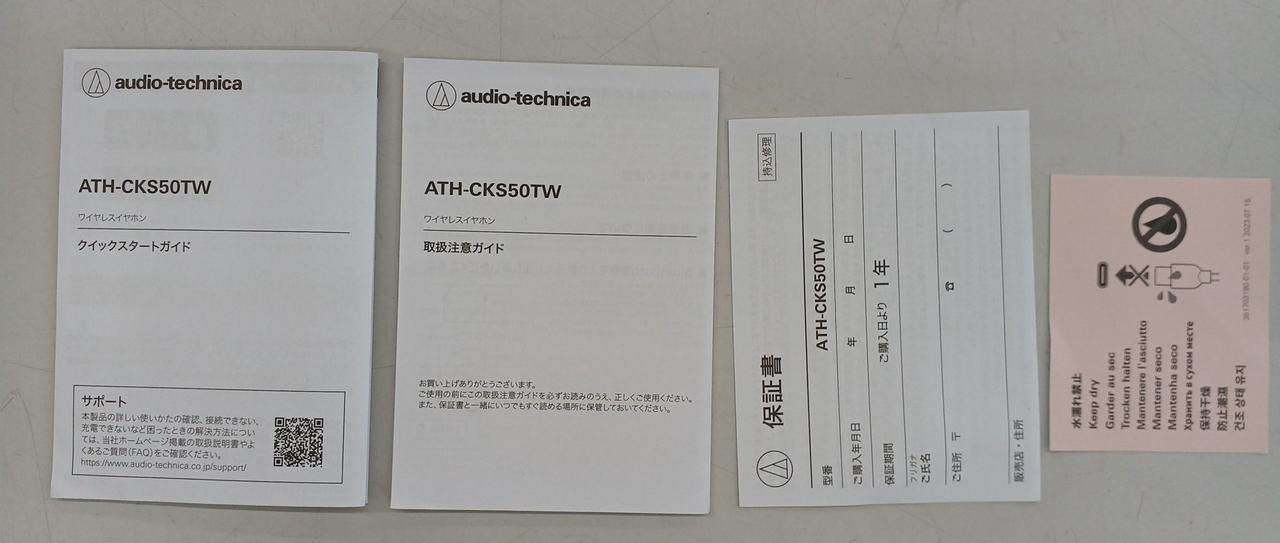 audio-technica
ATH-CKS50TW
ワイヤレスイヤホン
クイックスタートガイド
サポート
本製品の詳しい使いかたの確認、接続できない、
充電できないなど困ったときの解決方法につい
ては、当社ホームページ掲載の取扱説明書やよ
くあるご質問(FAQ)をご確認ください。
https://www.audio-technica.co.jp/support/
audio-technica
ATH-CKS50TW
ワイヤレスイヤホン
取扱注意ガイド
お買い上げありがとうございます。
ご使用の前にこの取扱注意ガイドを必ずお読みのうえ、正しくご使用ください。
また、保証書と一緒にいつでもすぐ読める場所に保管しておいてください。
保証書
持込修理
型番 ATH-CKS50TW
ご購入年月日 年 月 日
保証期間 ご購入日より 1年
フリガナ
ご氏名
ご住所 〒 ☎ ( )
販売店・住所
水濡れ禁止
Keep dry
Garder au sec
Trocken halten
Mantenere l'asciutto
Mantener seco
Mantenha seco
Хранить в сухом месте
保持干燥
防止潮濕
건조 상태 유지
351703190-01-01 ver.1 2023.07.15